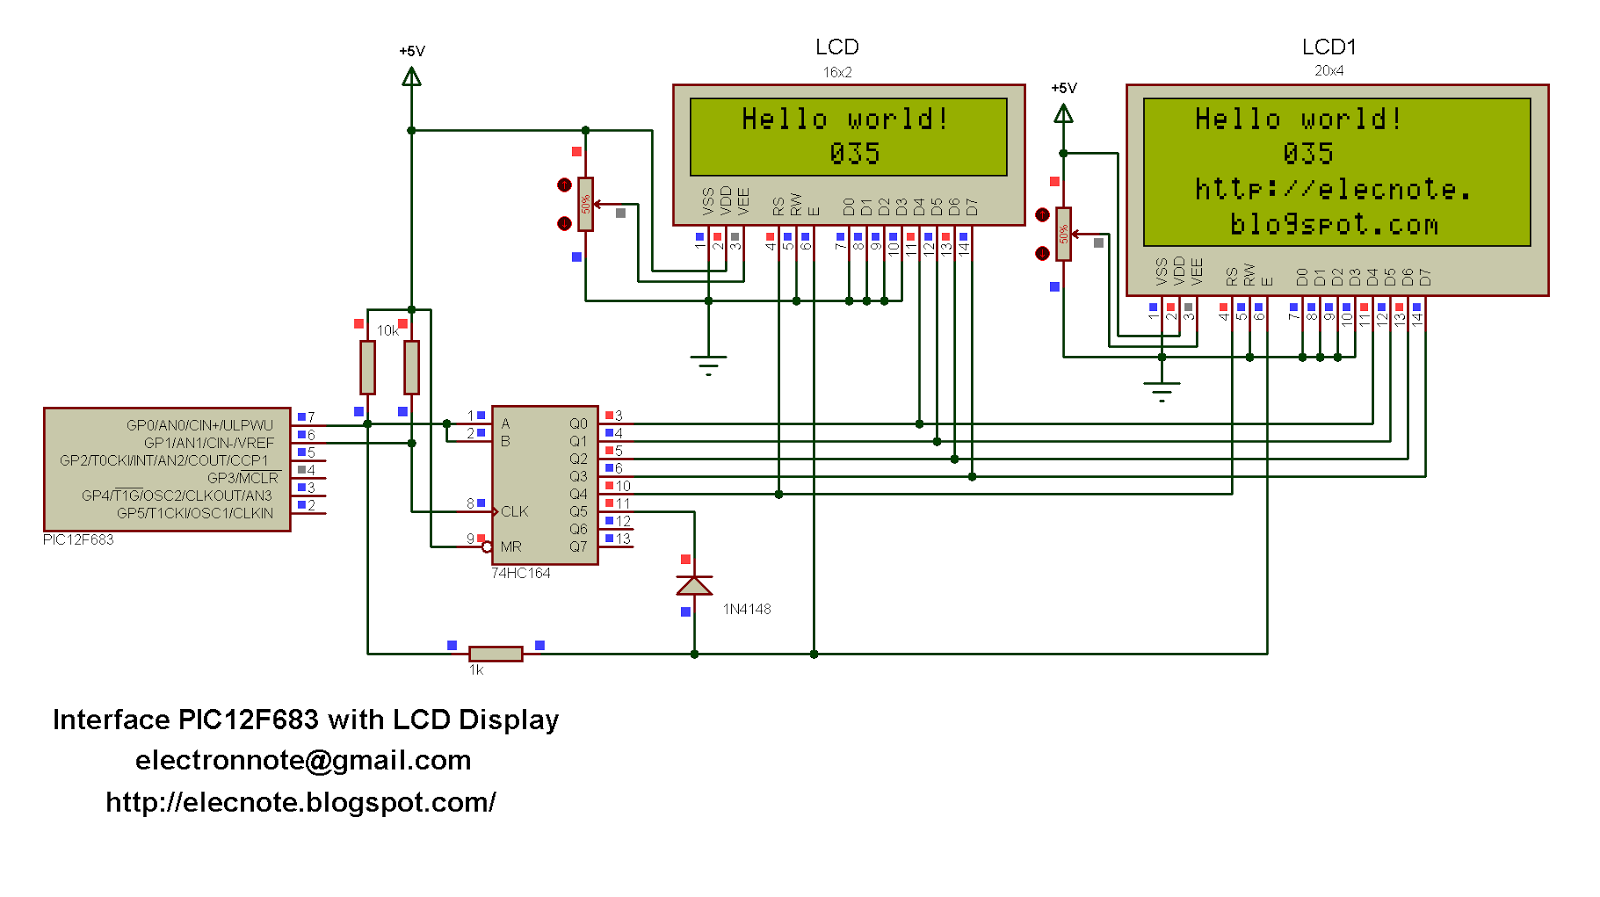 LCD
16x2
LCD1
20x4
+5V
+5V
Hello world!
035
Hello world!
035
http://elecnote.
blogspot.com
50%
50%
VSS VDD VEE RS RW E D0 D1 D2 D3 D4 D5 D6 D7
1 2 3 4 5 6 7 8 9 10 11 12 13 14
VSS VDD VEE RS RW E D0 D1 D2 D3 D4 D5 D6 D7
1 2 3 4 5 6 7 8 9 10 11 12 13 14
10k
GP0/AN0/CIN+/ULPWU 7
GP1/AN1/CIN-/VREF 6
GP2/T0CKI/INT/AN2/COUT/CCP1 5
GP3/MCLR 4
GP4/T1G/OSC2/CLKOUT/AN3 3
GP5/T1CKI/OSC1/CLKIN 2
PIC12F683
1 A Q0 3
2 B Q1 4
Q2 5
Q3 6
Q4 10
8 CLK Q5 11
Q6 12
9 MR Q7 13
74HC164
1N4148
1k
Interface PIC12F683 with LCD Display
electronnote@gmail.com
http://elecnote.blogspot.com/